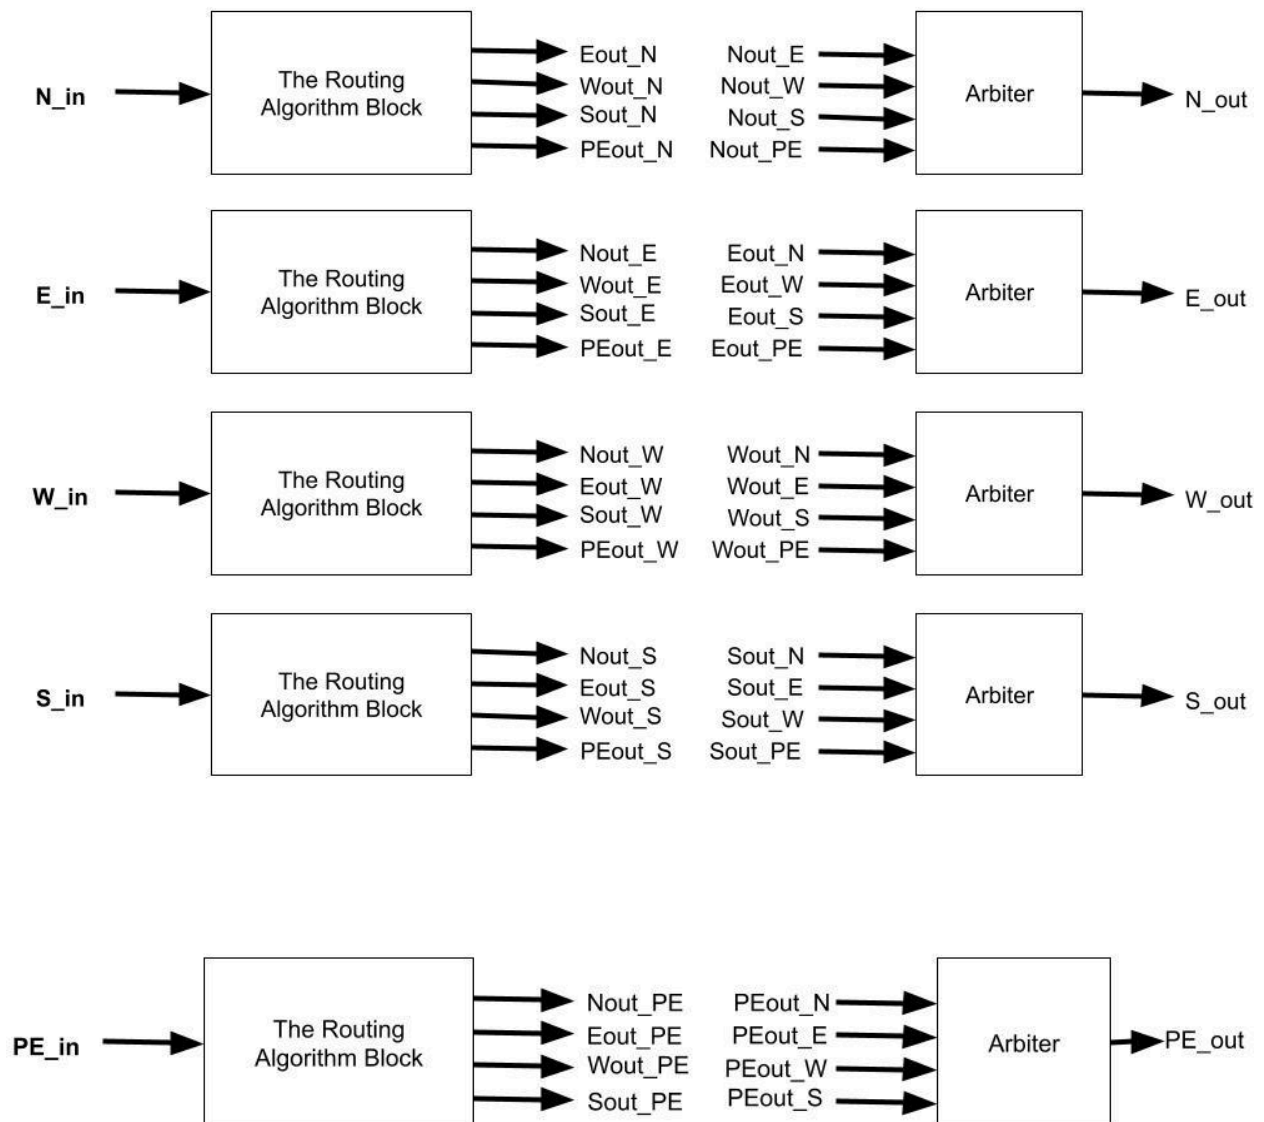 N_in
The Routing
Algorithm Block
Eout_N
Wout_N
Sout_N
PEout_N
Nout_E
Nout_W
Nout_S
Nout_PE
Arbiter
N_out
E_in
The Routing
Algorithm Block
Nout_E
Wout_E
Sout_E
PEout_E
Eout_N
Eout_W
Eout_S
Eout_PE
Arbiter
E_out
W_in
The Routing
Algorithm Block
Nout_W
Eout_W
Sout_W
PEout_W
Wout_N
Wout_E
Wout_S
Wout_PE
Arbiter
W_out
S_in
The Routing
Algorithm Block
Nout_S
Eout_S
Wout_S
PEout_S
Sout_N
Sout_E
Sout_W
Sout_PE
Arbiter
S_out
PE_in
The Routing
Algorithm Block
Nout_PE
Eout_PE
Wout_PE
Sout_PE
PEout_N
PEout_E
PEout_W
PEout_S
Arbiter
PE_out